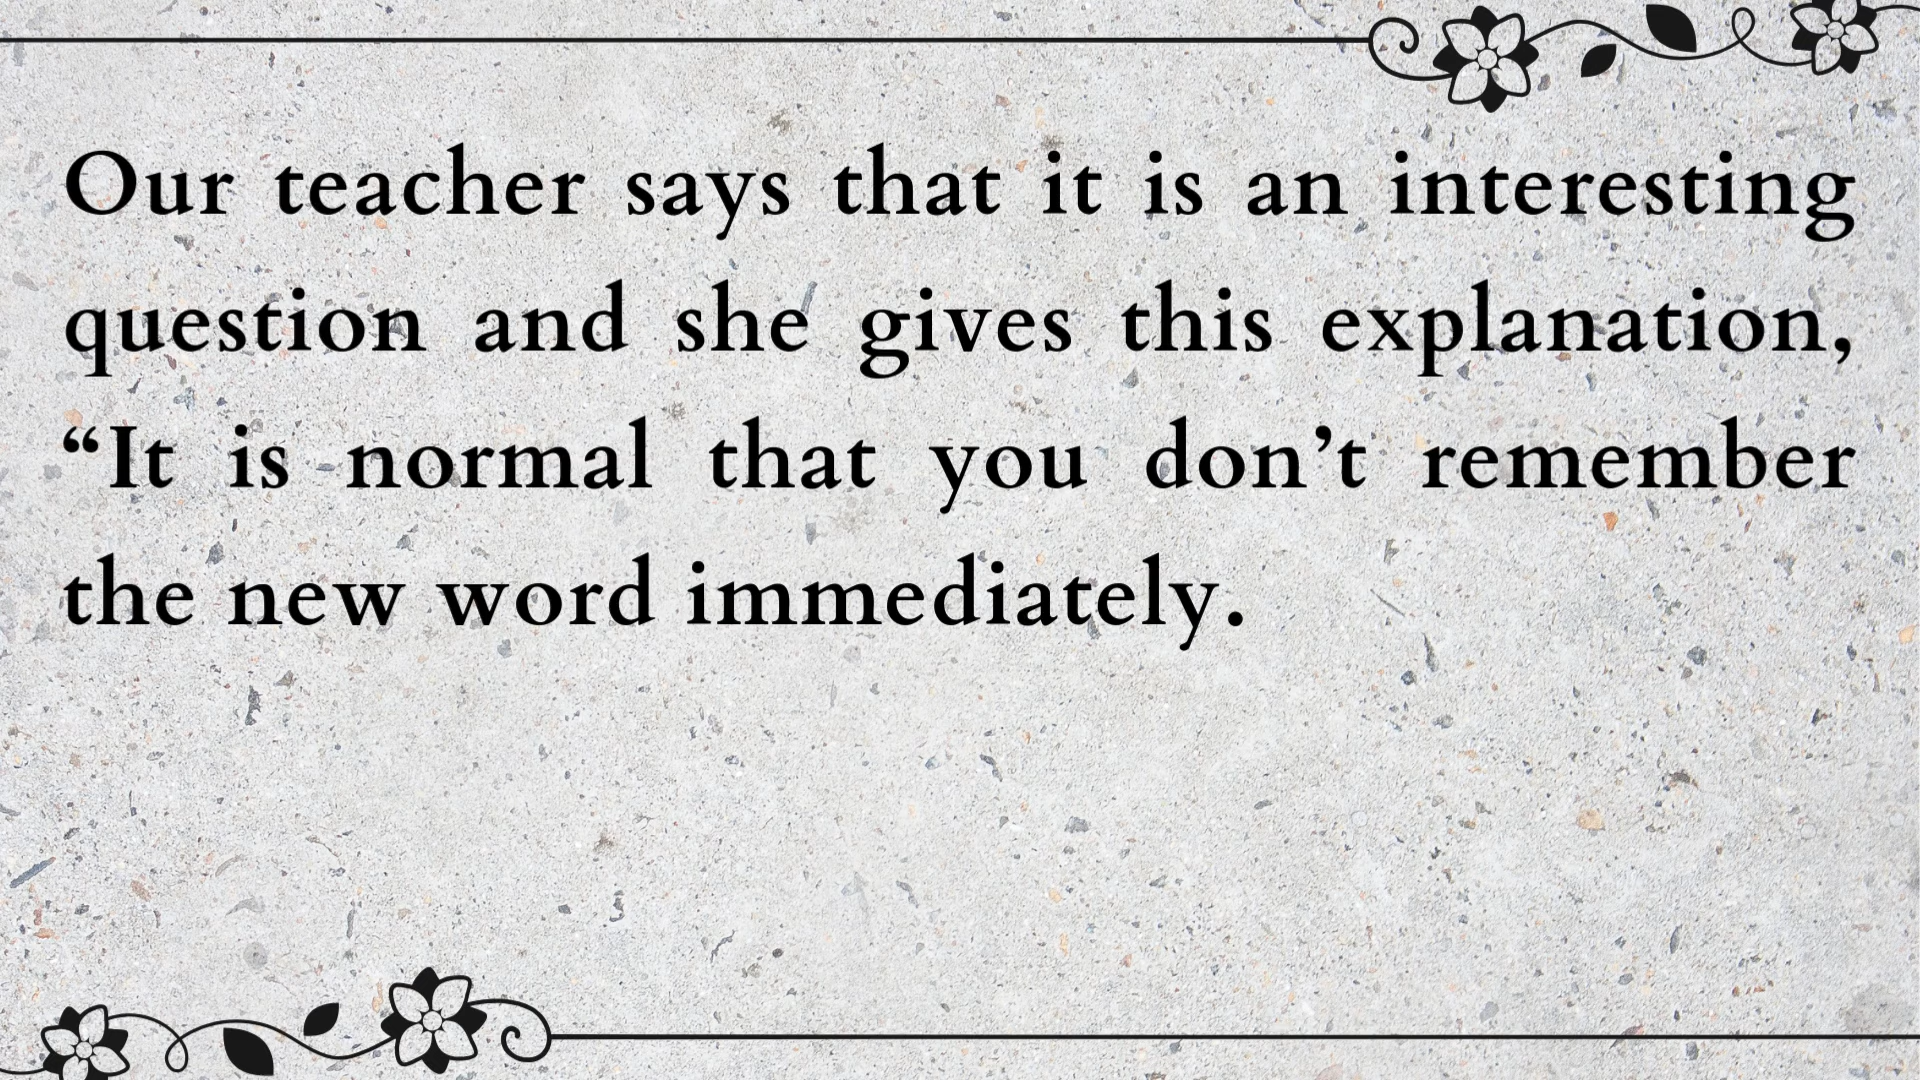 Our teacher says that it is an interesting
question and she gives this explanation,
“It is normal that you don’t remember
the new word immediately.